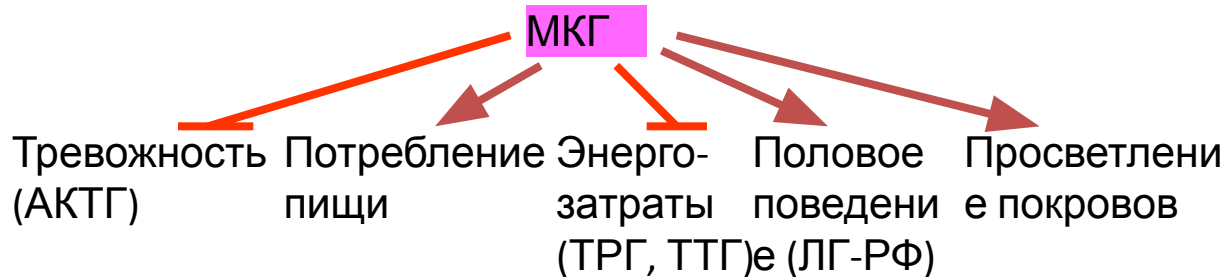 МКГ
Тревожность
(АКТГ)
Потребление
пищи
Энерго-
затраты
(ТРГ, ТТГ)
Половое
поведени
е (ЛГ-РФ)
Просветлени
е покровов